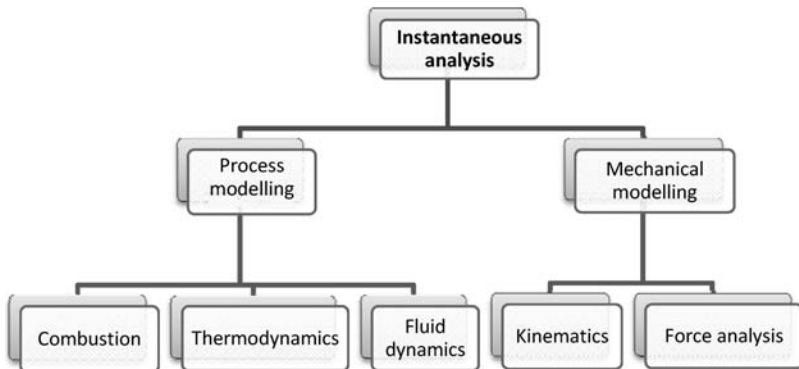 Instantaneous
analysis
Process
modelling
Mechanical
modelling
Combustion
Thermodynamics
Fluid
dynamics
Kinematics
Force analysis